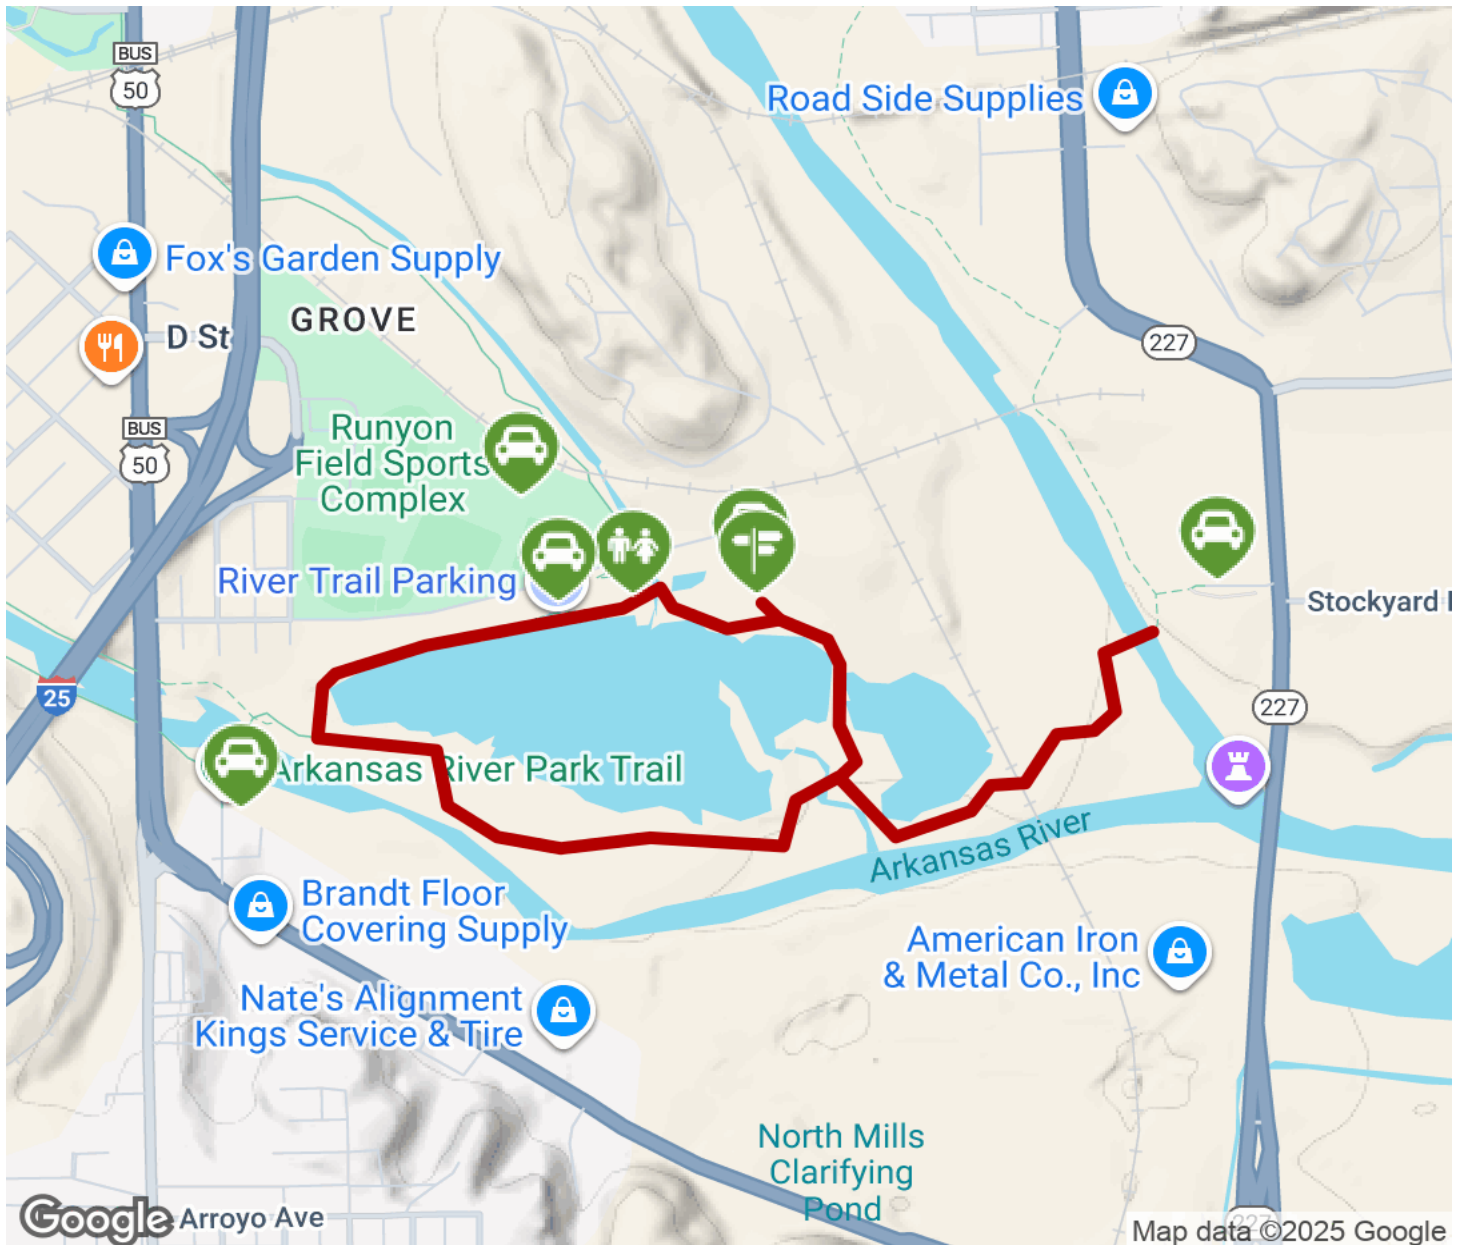 BUS
50
Road Side Supplies
Fox's Garden Supply
GROVE
D St
227
BUS
50
Runyon
Field Sports
Complex
River Trail Parking
Stockyard
25
227
Arkansas River Park Trail
Arkansas River
Brandt Floor
Covering Supply
American Iron
& Metal Co., Inc
Nate's Alignment
Kings Service & Tire
North Mills
Clarifying
Pond
Google
Arroyo Ave
227
Map data ©2025 Google